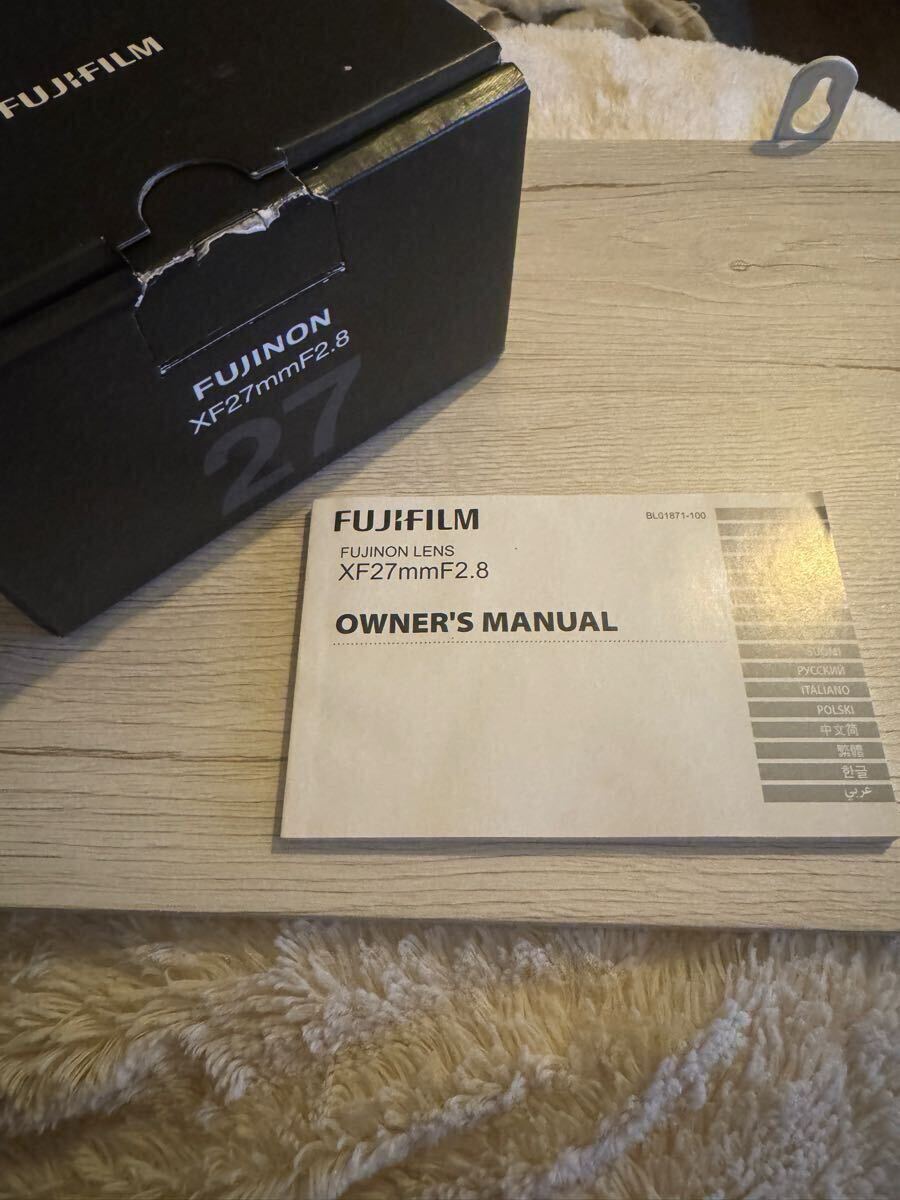 FUJIFILM
FUJINON
XF27mmF2.8
27
FUJIFILM
BL01871-100
FUJINON LENS
XF27mmF2.8
OWNER'S MANUAL
SUOMI
РУССКИЙ
ITALIANO
POLSKI
中文简
繁體
한글
عربي